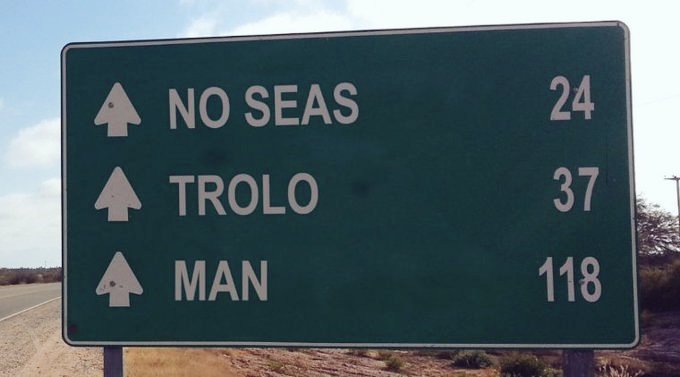 NO SEAS 24
TROLO 37
MAN 118